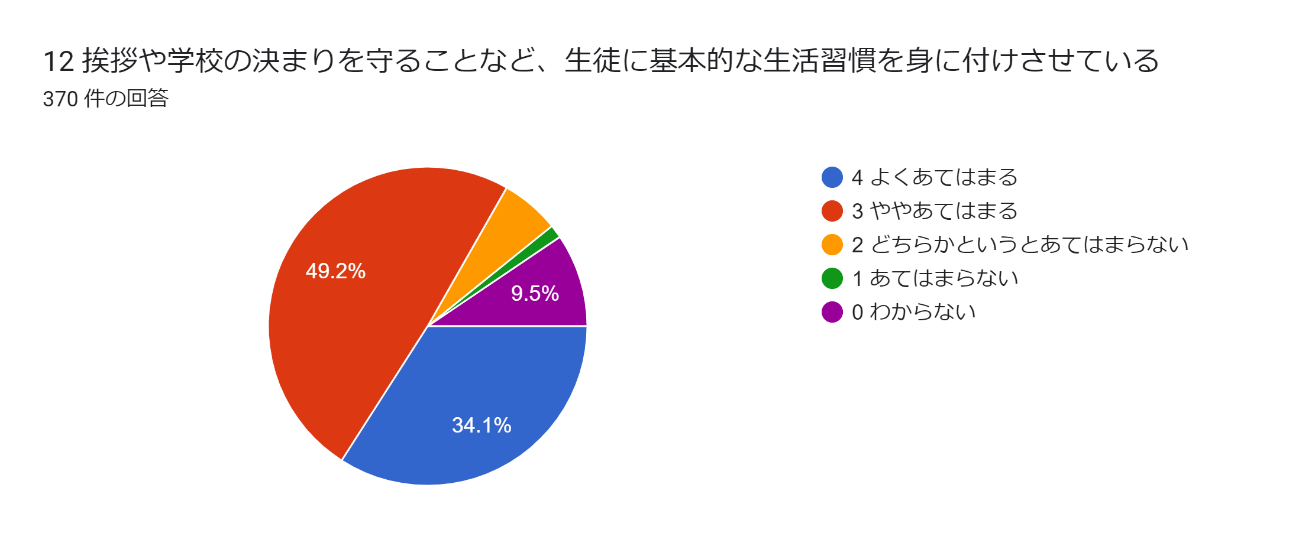 12 挨拶や学校の決まりを守ることなど、生徒に基本的な生活習慣を身に付けさせている
370 件の回答
4 よくあてはまる
3 ややあてはまる
2 どちらかというとあてはまらない
1 あてはまらない
0 わからない
49.2%
9.5%
34.1%